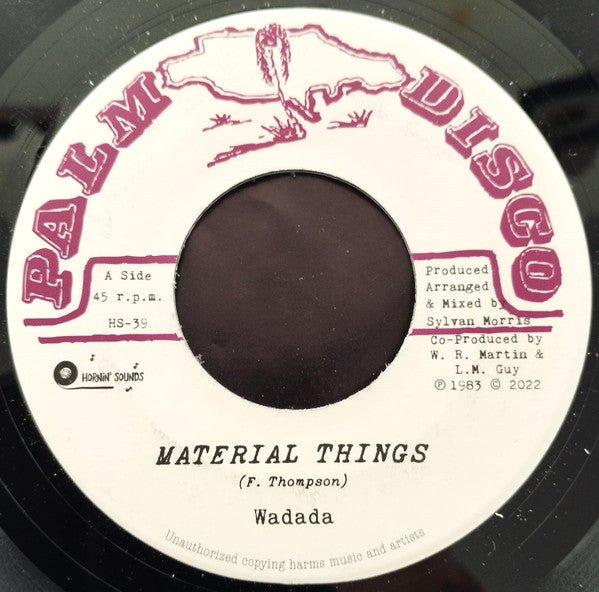 PALM DISCO
A Side
45 r.p.m.
HS-39
HORNIN' SOUNDS
Produced
Arranged
& Mixed by
Sylvan Morris
Co-Produced by
W. R. Martin &
L.M. Guy
℗ 1983 © 2022
MATERIAL THINGS
(F. Thompson)
Wadada
Unauthorized copying harms music and artists